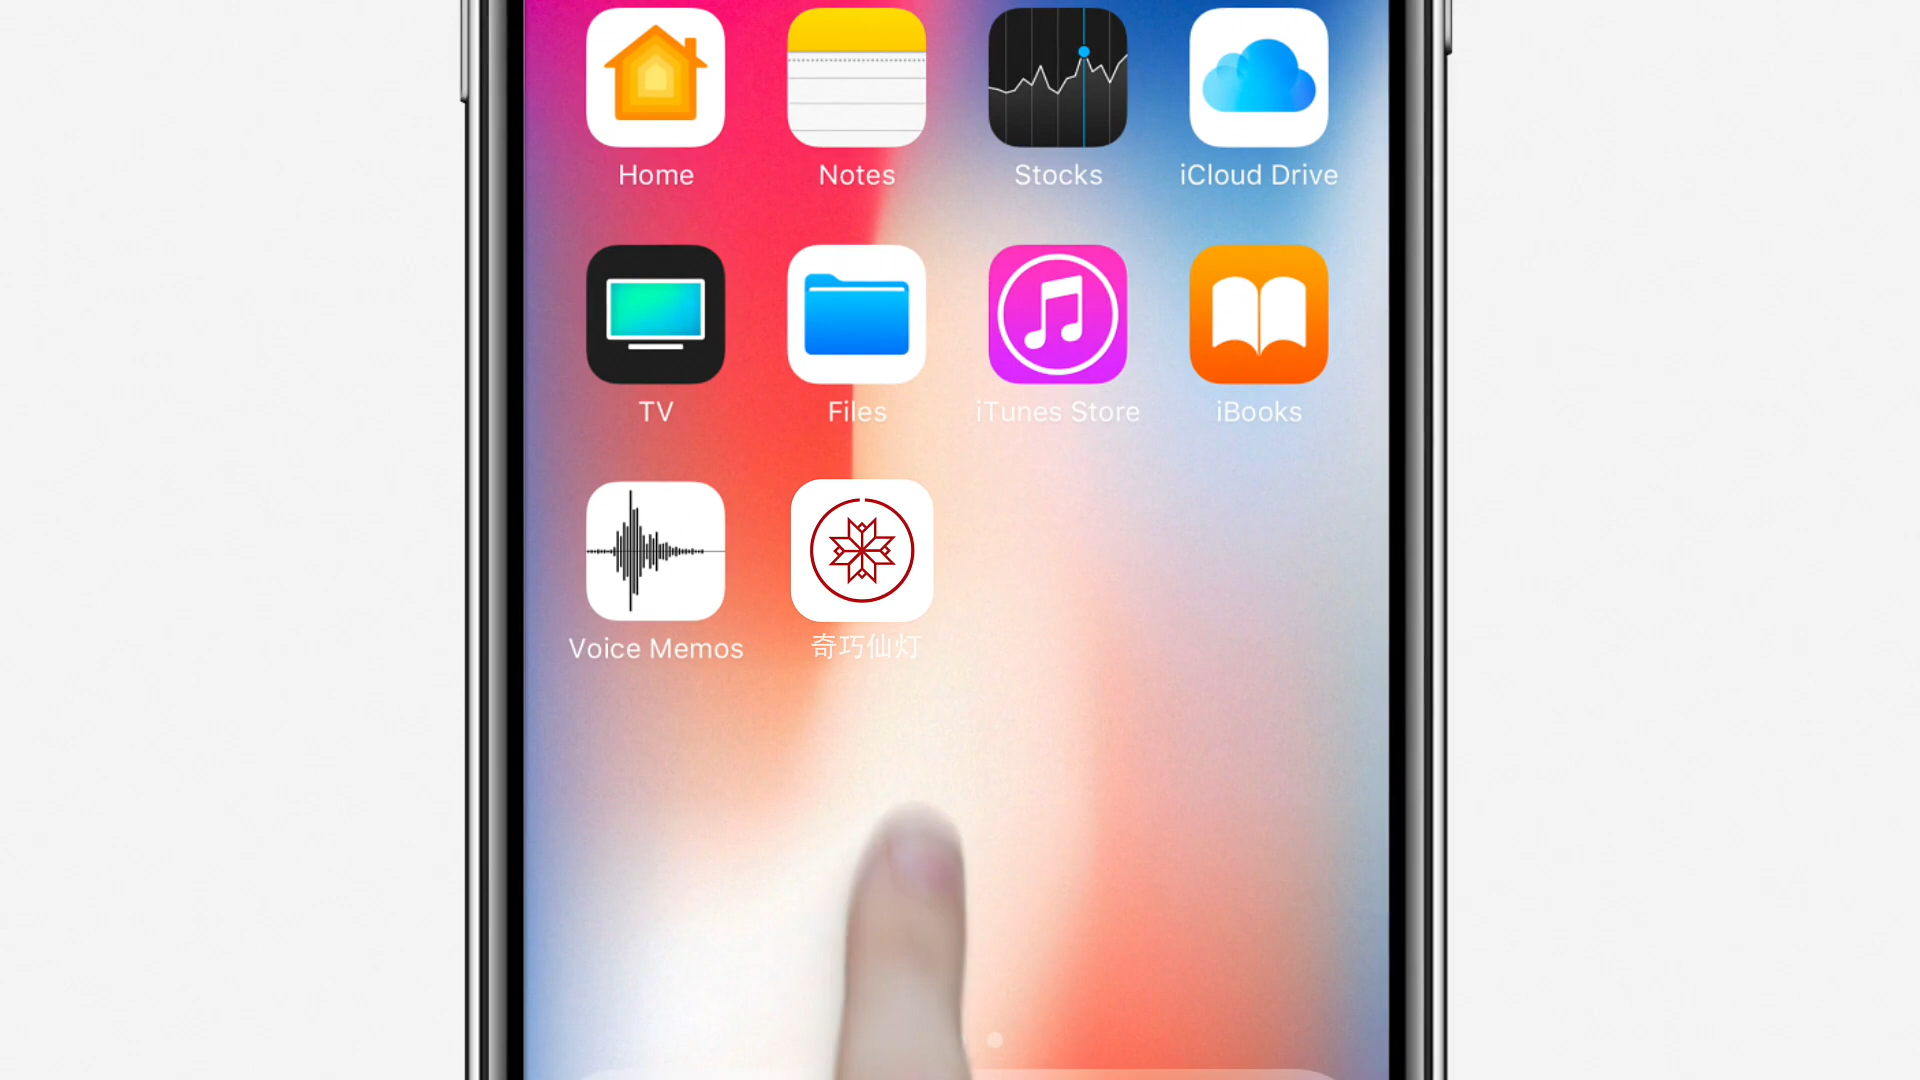 Home
Notes
Stocks
iCloud Drive
TV
Files
iTunes Store
iBooks
Voice Memos
奇巧仙灯